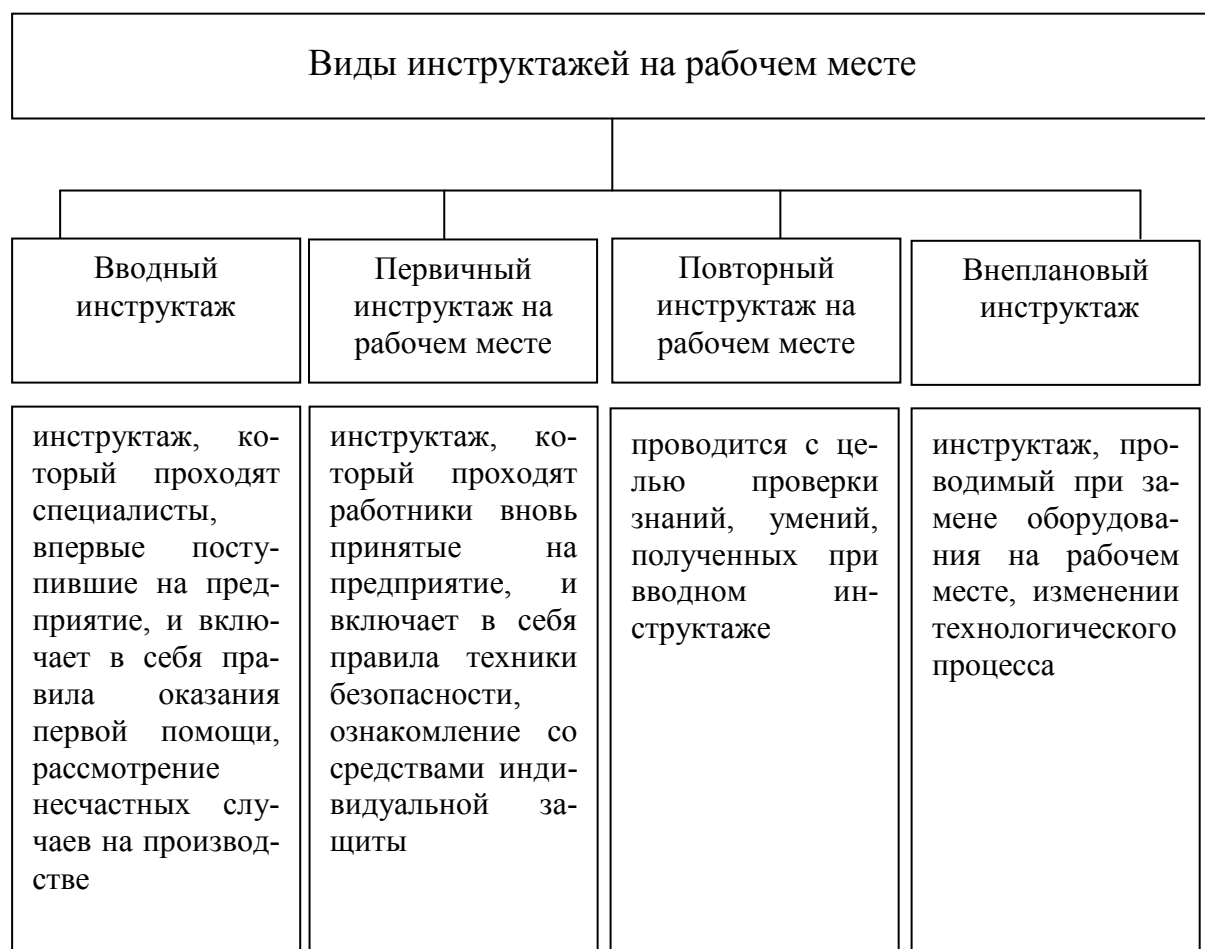 Виды инструктажей на рабочем месте
Вводный
инструктаж
Первичный
инструктаж на
рабочем месте
Повторный
инструктаж на
рабочем месте
Внеплановый
инструктаж
инструктаж, ко-
торый проходят
специалисты,
впервые посту-
пившие на пред-
приятие, и вклю-
чает в себя пра-
вила оказания
первой помощи,
рассмотрение
несчастных слу-
чаев на производ-
стве
инструктаж, ко-
торый проходят
работники вновь
принятые на
предприятие, и
включает в себя
правила техники
безопасности,
ознакомление со
средствами инди-
видуальной за-
щиты
проводится с це-
лью проверки
знаний, умений,
полученных при
вводном ин-
структаже
инструктаж, про-
водимый при за-
мене оборудова-
ния на рабочем
месте, изменении
технологического
процесса